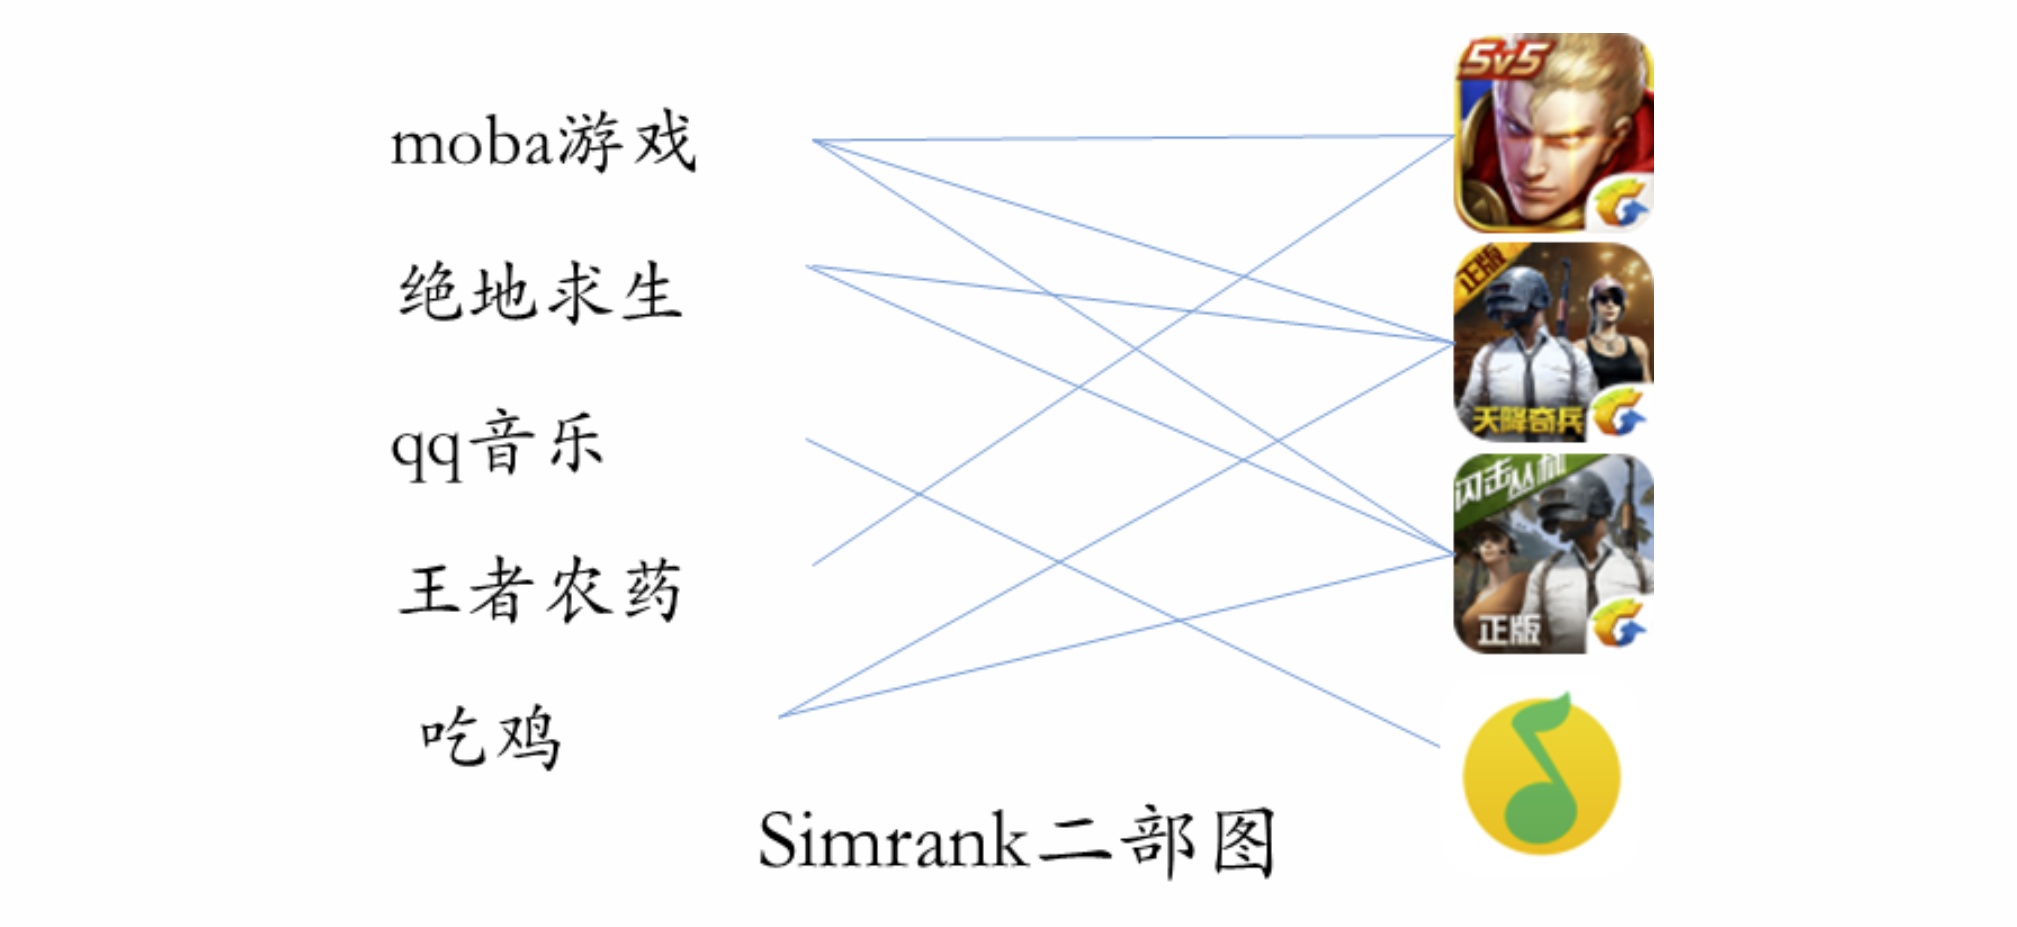 moba游戏
绝地求生
qq音乐
王者农药
吃鸡
5v5
正版
天降奇兵
闪击丛林
正版
Simrank二部图